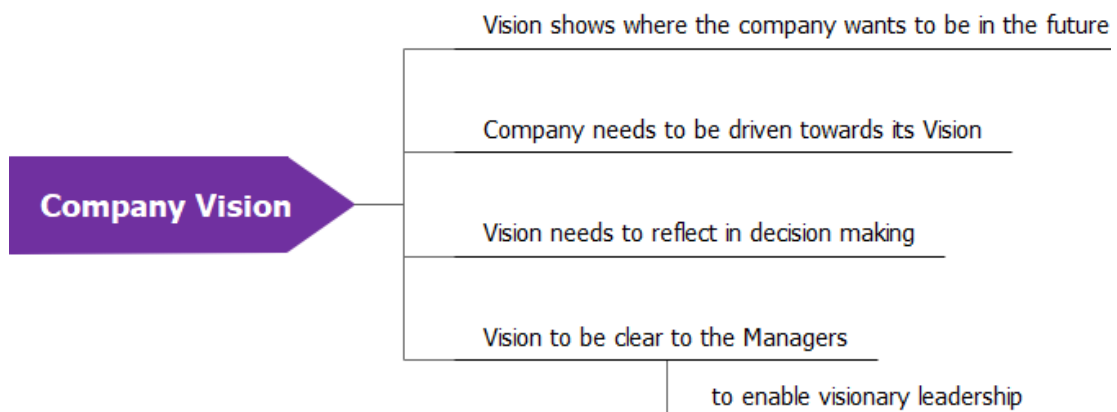 Vision shows where the company wants to be in the future
Company needs to be driven towards its Vision
Company Vision
Vision needs to reflect in decision making
Vision to be clear to the Managers
to enable visionary leadership